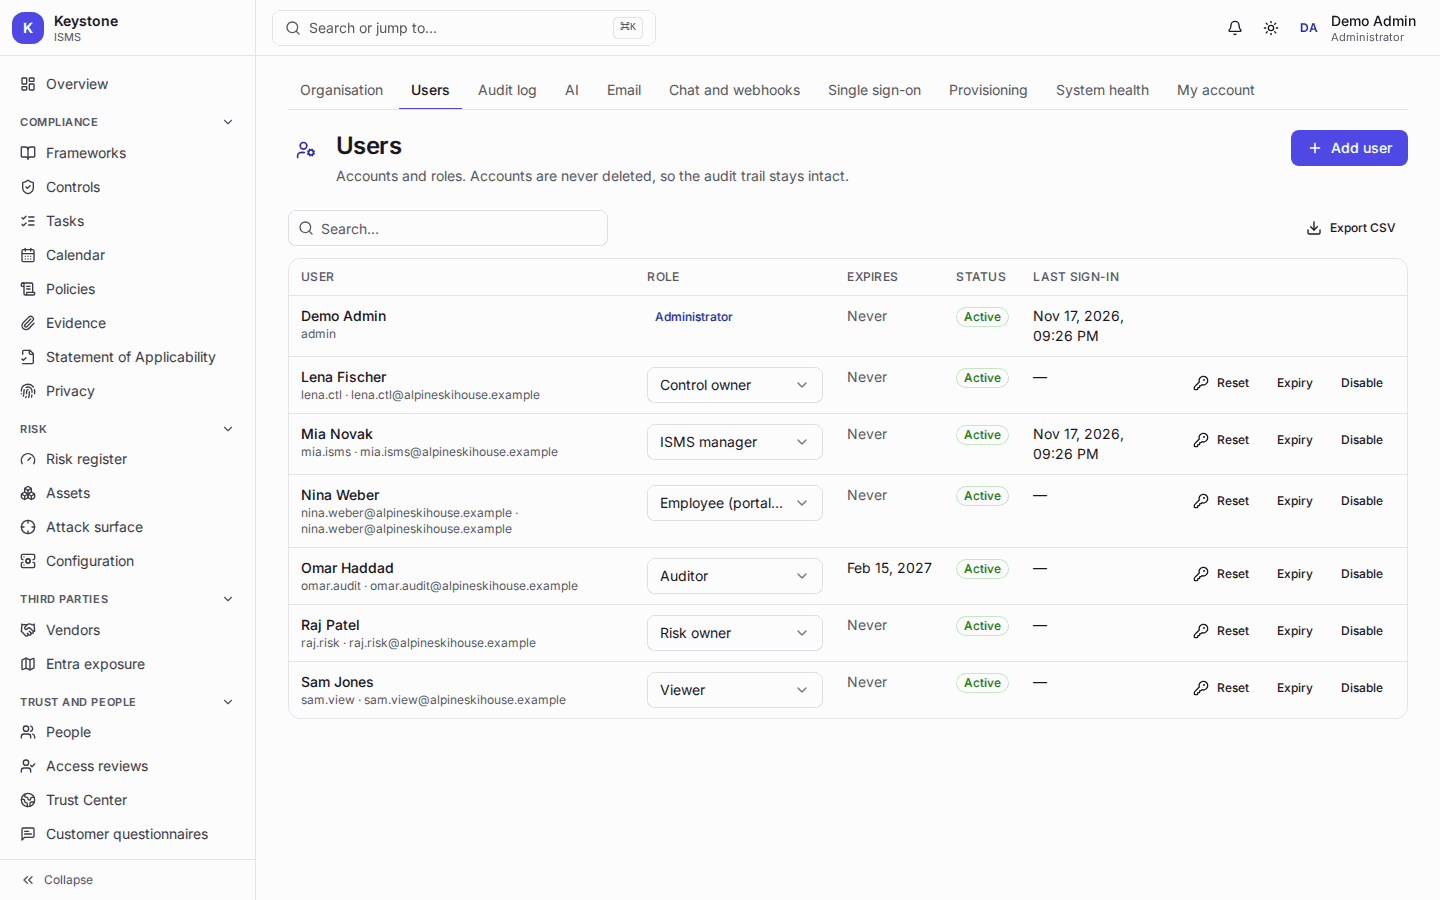 K
Keystone
ISMS
Search or jump to...
⌘K
DA
Demo Admin
Administrator
Overview
COMPLIANCE
Frameworks
Controls
Tasks
Calendar
Policies
Evidence
Statement of Applicability
Privacy
RISK
Risk register
Assets
Attack surface
Configuration
THIRD PARTIES
Vendors
Entra exposure
TRUST AND PEOPLE
People
Access reviews
Trust Center
Customer questionnaires
Collapse
Organisation Users Audit log AI Email Chat and webhooks Single sign-on Provisioning System health My account
Users
Accounts and roles. Accounts are never deleted, so the audit trail stays intact.
Add user
Search...
Export CSV
USER ROLE EXPIRES STATUS LAST SIGN-IN
Demo Admin Administrator Never Active Nov 17, 2026,
admin 09:26 PM
Lena Fischer Control owner Never Active — Reset Expiry Disable
lena.ctl · lena.ctl@alpineskihouse.example
Mia Novak ISMS manager Never Active Nov 17, 2026, Reset Expiry Disable
mia.isms · mia.isms@alpineskihouse.example 09:26 PM
Nina Weber Employee (portal... Never Active — Reset Expiry Disable
nina.weber@alpineskihouse.example ·
nina.weber@alpineskihouse.example
Omar Haddad Auditor Feb 15, 2027 Active — Reset Expiry Disable
omar.audit · omar.audit@alpineskihouse.example
Raj Patel Risk owner Never Active — Reset Expiry Disable
raj.risk · raj.risk@alpineskihouse.example
Sam Jones Viewer Never Active — Reset Expiry Disable
sam.view · sam.view@alpineskihouse.example